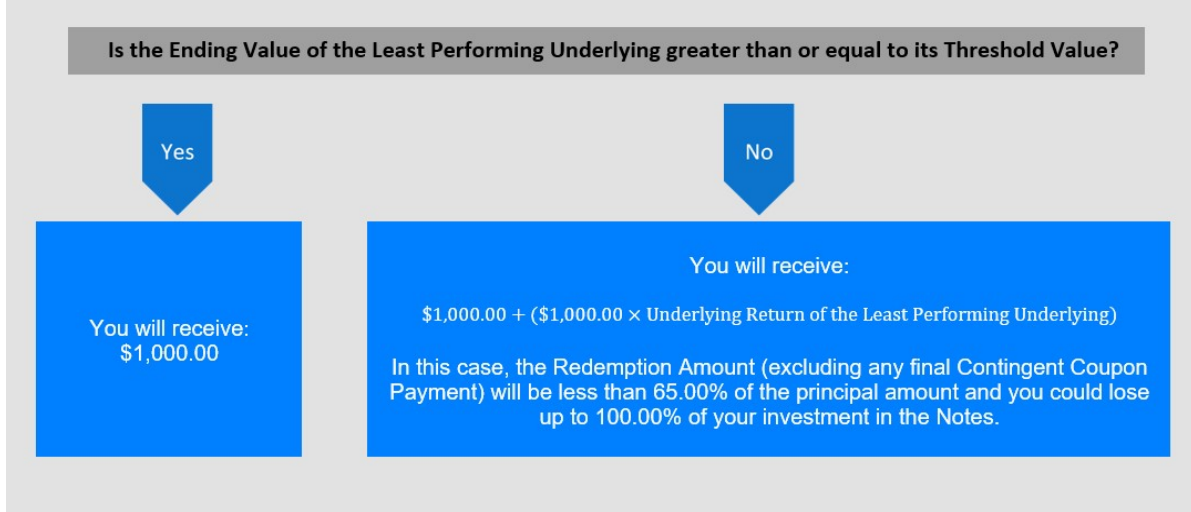 Is the Ending Value of the Least Performing Underlying greater than or equal to its Threshold Value?
Yes
No
You will receive:
$1,000.00
You will receive:
$1,000.00 + ($1,000.00 × Underlying Return of the Least Performing Underlying)
In this case, the Redemption Amount (excluding any final Contingent Coupon
Payment) will be less than 65.00% of the principal amount and you could lose
up to 100.00% of your investment in the Notes.